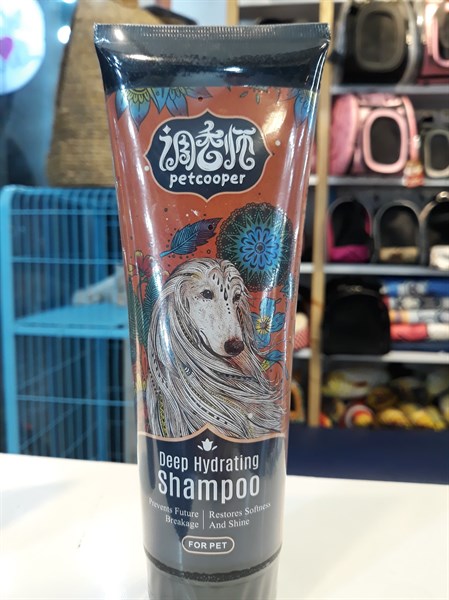 调香师
petcooper
Deep Hydrating
Shampoo
Prevents Future | Restores Softness
Breakage | And Shine
FOR PET